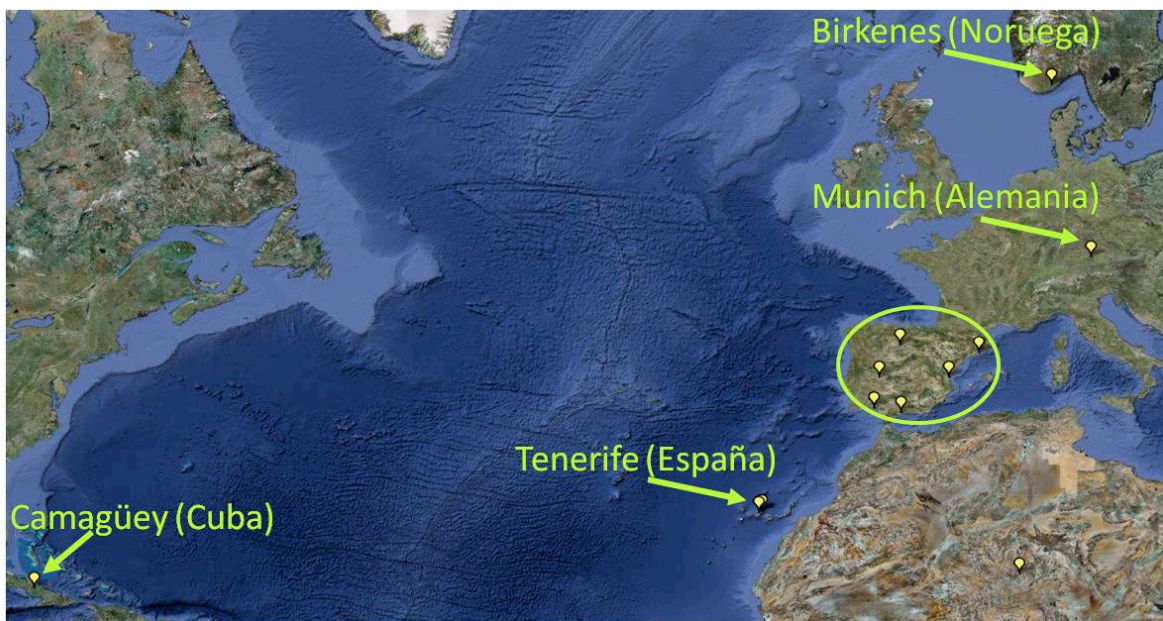 Birkenes (Noruega)
Munich (Alemania)
Tenerife (España)
Camagüey (Cuba)